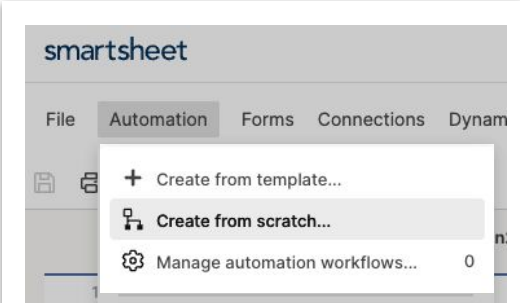 smartsheet
File Automation Forms Connections Dynam
Create from template...
Create from scratch...
Manage automation workflows... 0
1